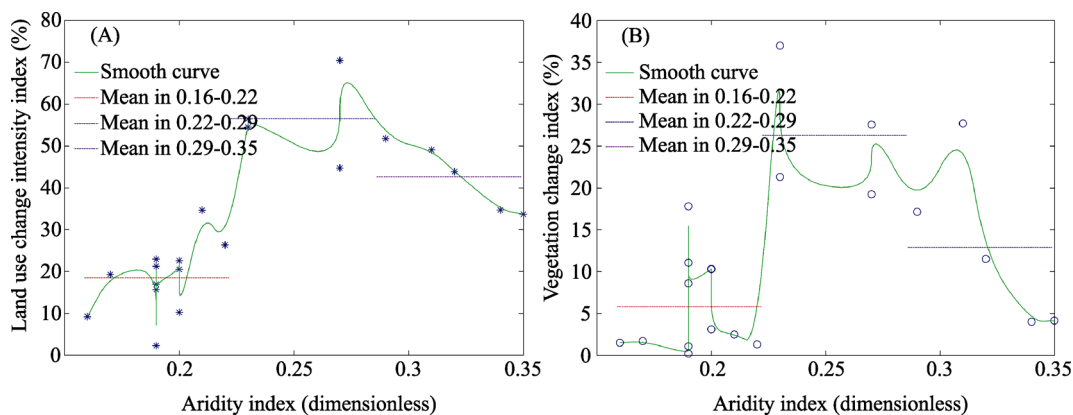 (A)
Land use change intensity index (%)
80
70
60
50
40
30
20
10
0
Smooth curve
Mean in 0.16-0.22
Mean in 0.22-0.29
Mean in 0.29-0.35
0.2
0.25
0.3
0.35
Aridity index (dimensionless)
(B)
Vegetation change index (%)
40
35
30
25
20
15
10
5
0
Smooth curve
Mean in 0.16-0.22
Mean in 0.22-0.29
Mean in 0.29-0.35
0.2
0.25
0.3
0.35
Aridity index (dimensionless)